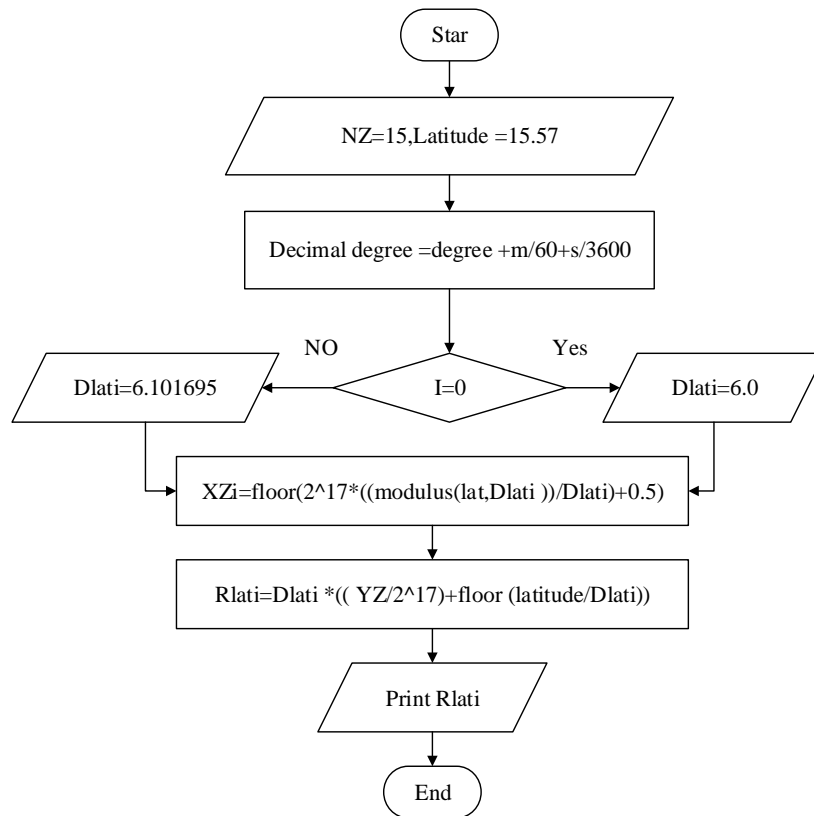 Star
NZ=15,Latitude =15.57
Decimal degree =degree +m/60+s/3600
NO
Yes
Dlati=6.101695
I=0
Dlati=6.0
XZi=floor(2^17*((modulus(lat,Dlati ))/Dlati)+0.5)
Rlati=Dlati *(( YZ/2^17)+floor (latitude/Dlati))
Print Rlati
End